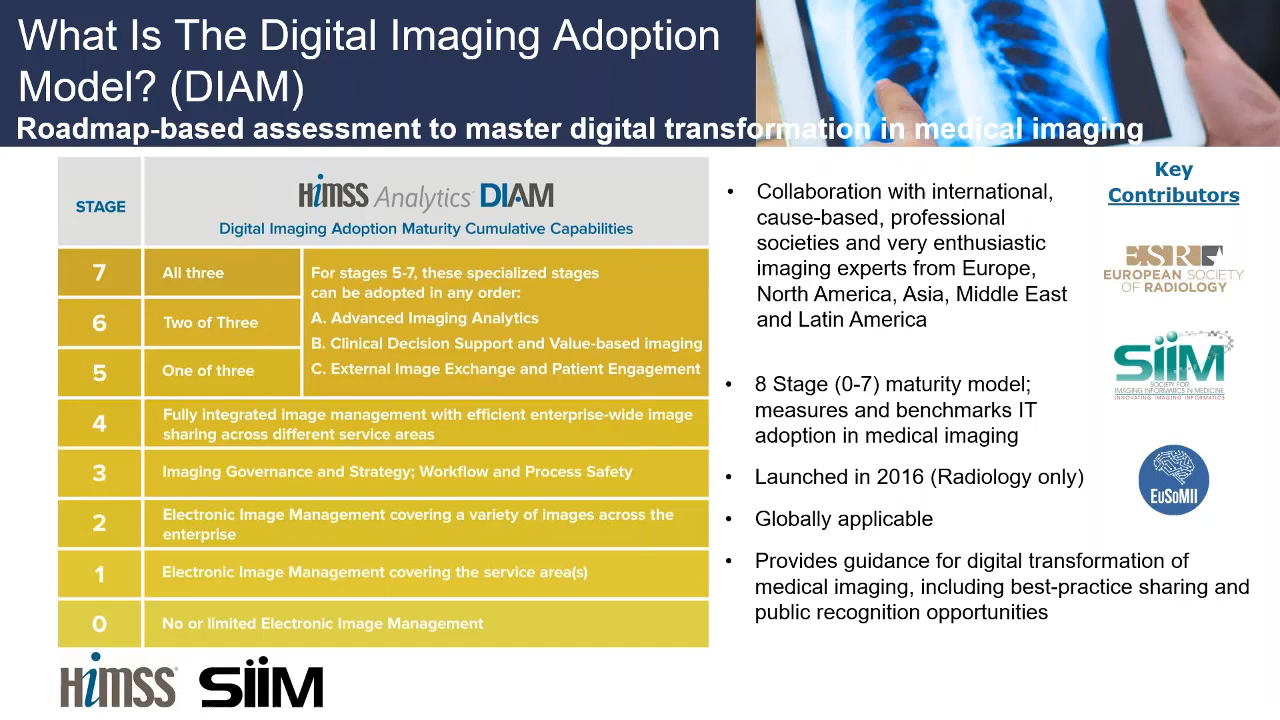 What Is The Digital Imaging Adoption
Model? (DIAM)
Roadmap-based assessment to master digital transformation in medical imaging
STAGE
HiMSS Analytics DIAM
Digital Imaging Adoption Maturity Cumulative Capabilities
7
All three
6
Two of Three
5
One of three
For stages 5-7, these specialized stages
can be adopted in any order:
A. Advanced Imaging Analytics
B. Clinical Decision Support and Value-based imaging
C. External Image Exchange and Patient Engagement
4
Fully integrated image management with efficient enterprise-wide image
sharing across different service areas
3
Imaging Governance and Strategy; Workflow and Process Safety
2
Electronic Image Management covering a variety of images across the
enterprise
1
Electronic Image Management covering the service area(s)
0
No or limited Electronic Image Management
HiMSS
SiiM
• Collaboration with international,
cause-based, professional
societies and very enthusiastic
imaging experts from Europe,
North America, Asia, Middle East
and Latin America
• 8 Stage (0-7) maturity model;
measures and benchmarks IT
adoption in medical imaging
• Launched in 2016 (Radiology only)
• Globally applicable
• Provides guidance for digital transformation of
medical imaging, including best-practice sharing and
public recognition opportunities
Key
Contributors
ESR
EUROPEAN SOCIETY
OF RADIOLOGY
SiiM
SOCIETY FOR
IMAGING INFORMATICS IN MEDICINE
INNOVATING IMAGING INFORMATICS
EuSoMII